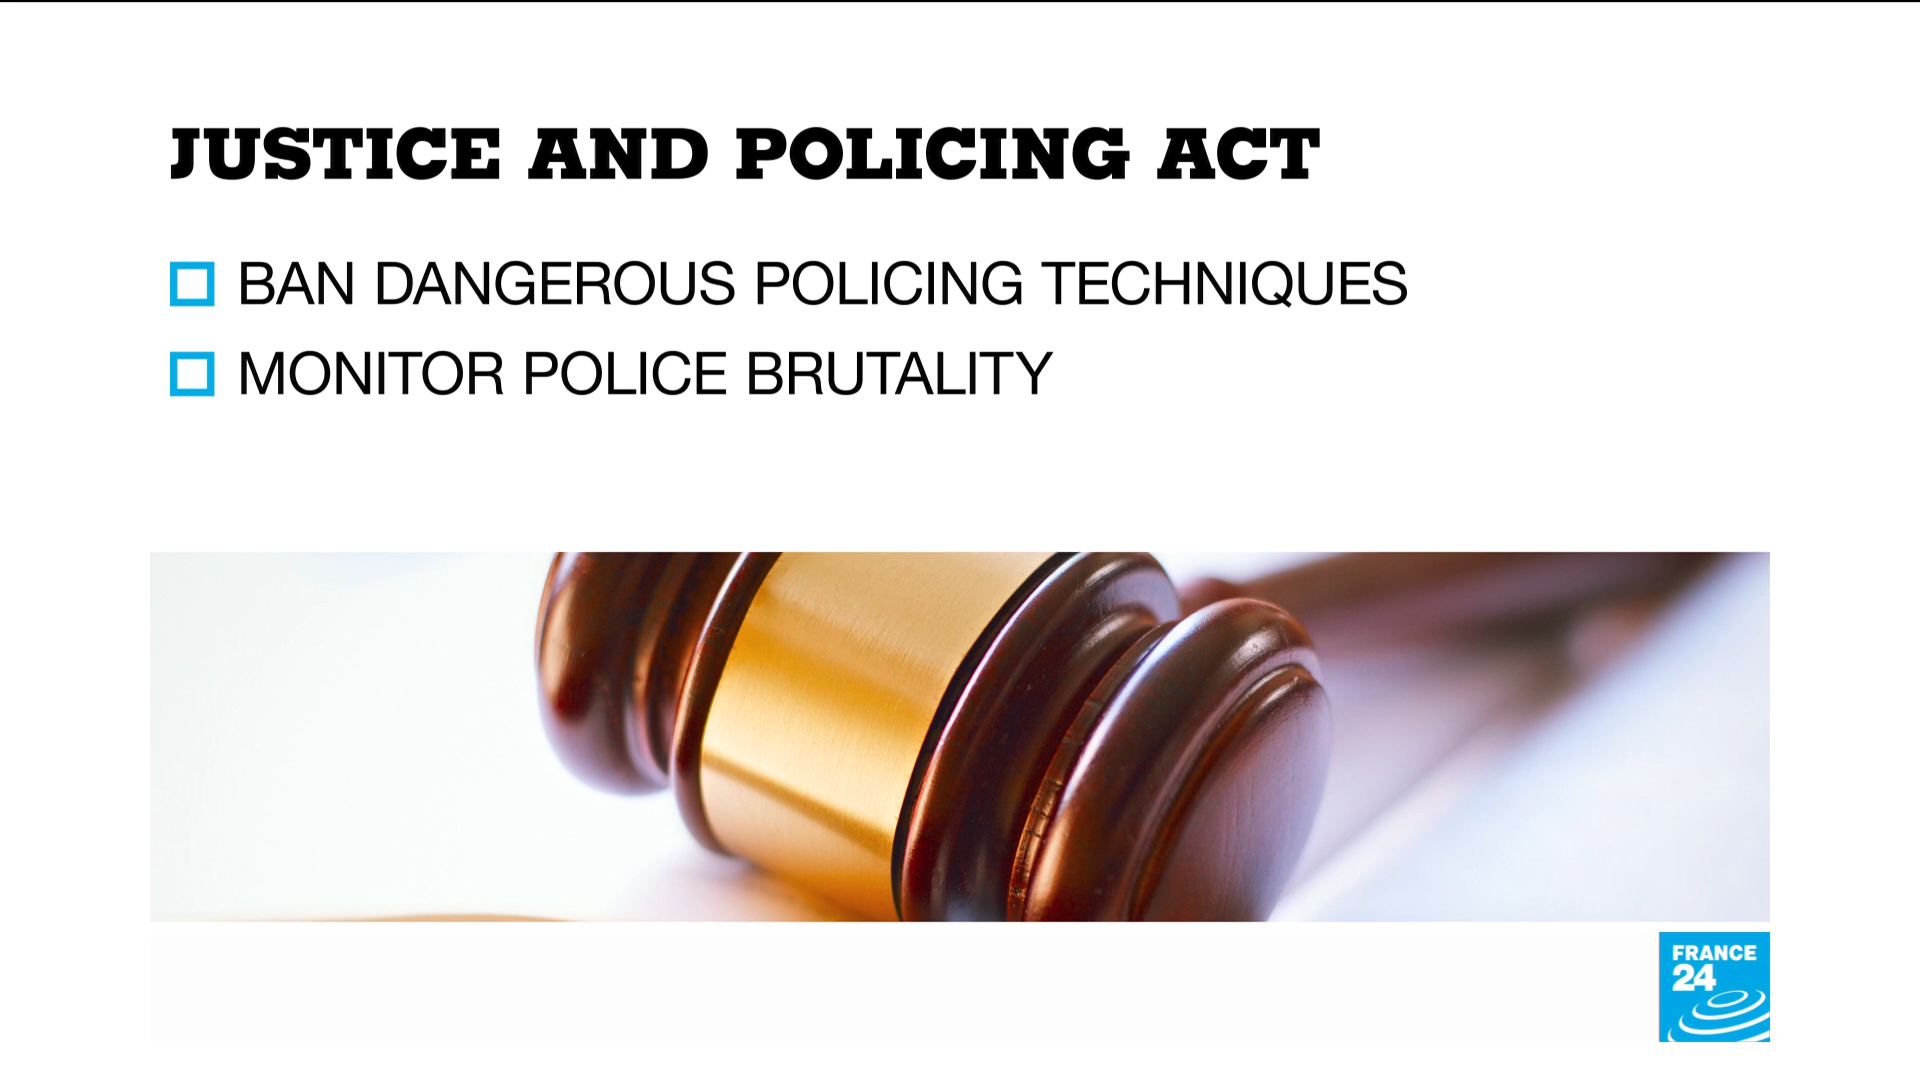 JUSTICE AND POLICING ACT
BAN DANGEROUS POLICING TECHNIQUES
MONITOR POLICE BRUTALITY
FRANCE
24